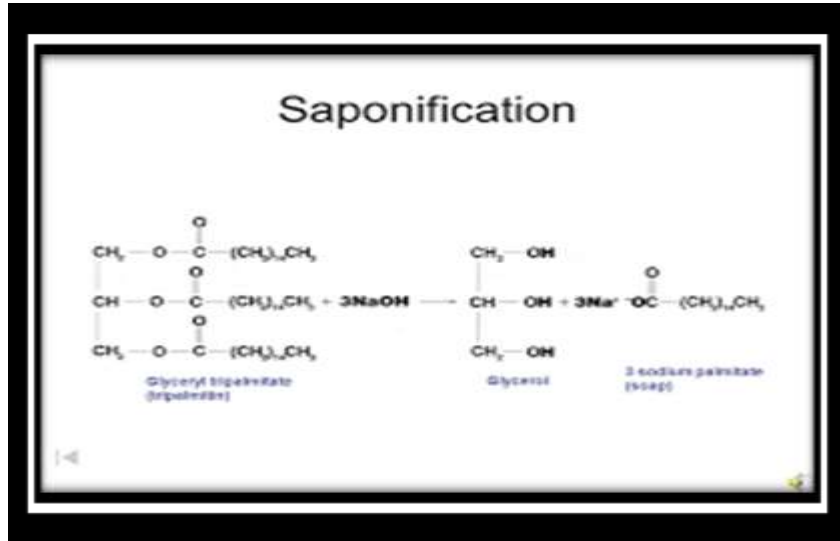 Saponification
O
CH₂ — O — C — (CH₂)₁₄CH₃ CH₂ — OH
O O
CH — O — C — (CH₂)₁₄CH₃ + 3NaOH → CH — OH + 3Na⁺ ⁻OC — (CH₂)₁₄CH₃
O
CH₂ — O — C — (CH₂)₁₄CH₃ CH₂ — OH
Glyceryl tripalmitate Glycerol 3 sodium palmitate
(tripalmitin) (soap)